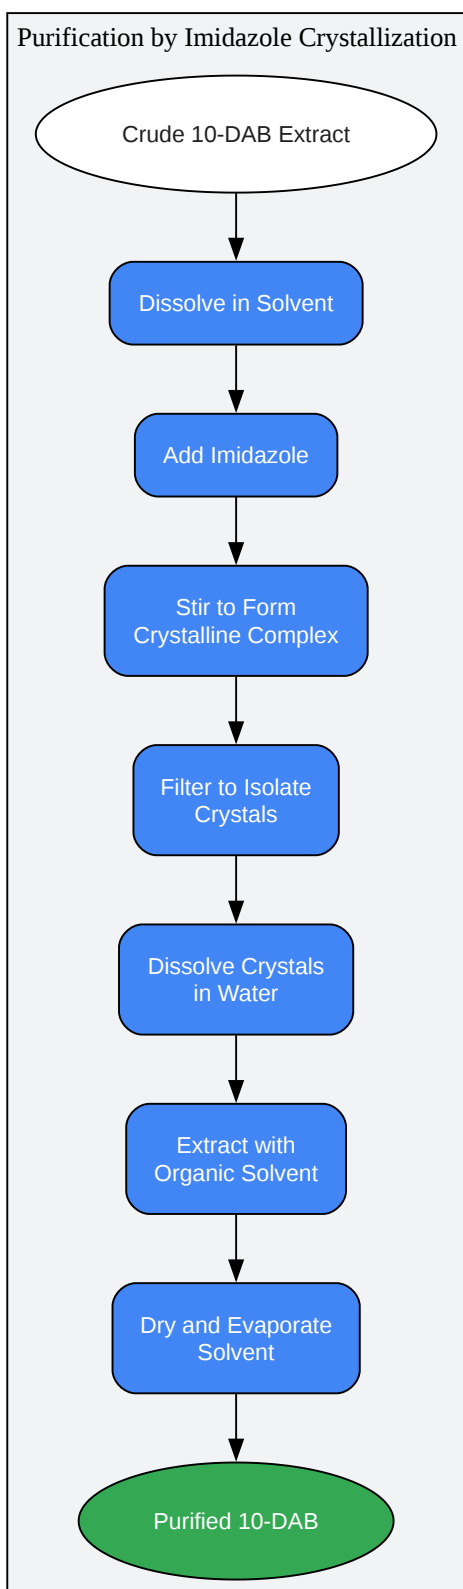 Purification by Imidazole Crystallization
Crude 10-DAB Extract
Dissolve in Solvent
Add Imidazole
Stir to Form
Crystalline Complex
Filter to Isolate
Crystals
Dissolve Crystals
in Water
Extract with
Organic Solvent
Dry and Evaporate
Solvent
Purified 10-DAB